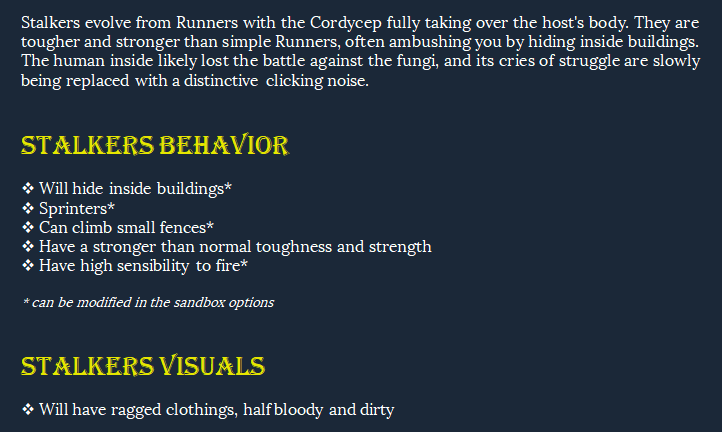 Stalkers evolve from Runners with the Cordycep fully taking over the host's body. They are
tougher and stronger than simple Runners, often ambushing you by hiding inside buildings.
The human inside likely lost the battle against the fungi, and its cries of struggle are slowly
being replaced with a distinctive clicking noise.
STALKERS BEHAVIOR
❖ Will hide inside buildings*
❖ Sprinters*
❖ Can climb small fences*
❖ Have a stronger than normal toughness and strength
❖ Have high sensibility to fire*
* can be modified in the sandbox options
STALKERS VISUALS
❖ Will have ragged clothings, half bloody and dirty